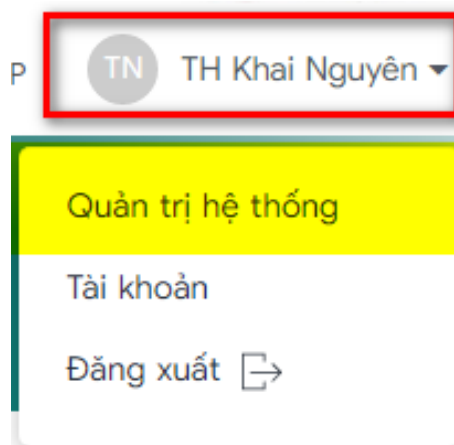 P
TN TH Khai Nguyên
Quản trị hệ thống
Tài khoản
Đăng xuất